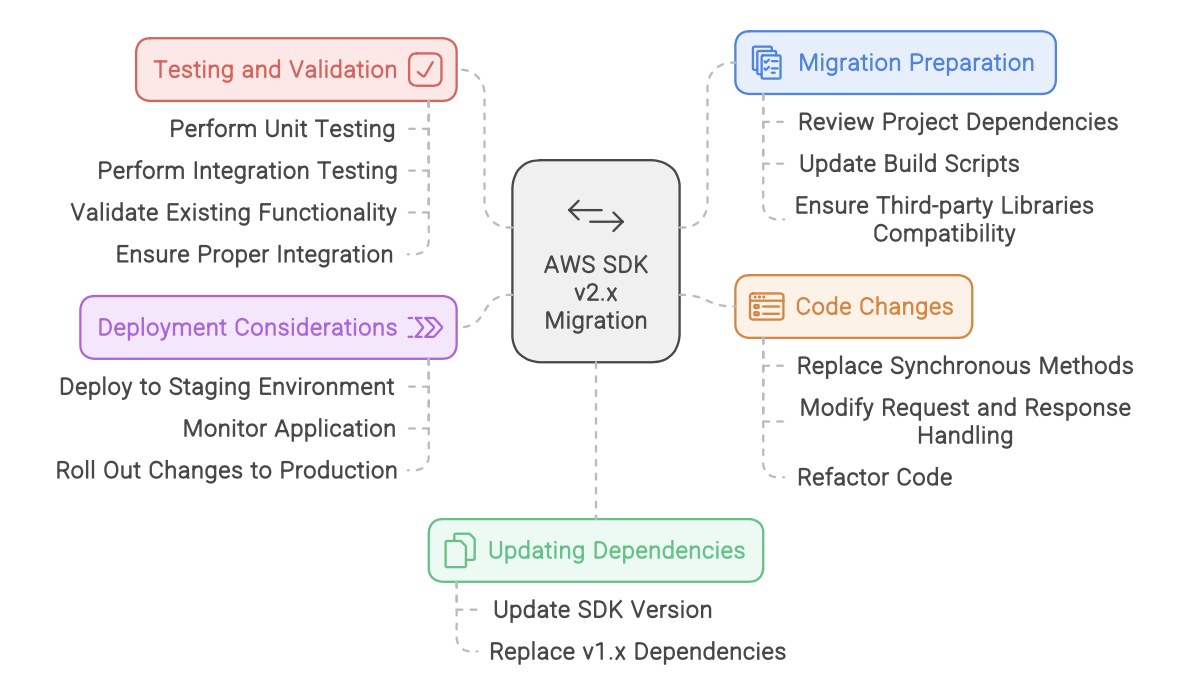 Testing and Validation
Perform Unit Testing
Perform Integration Testing
Validate Existing Functionality
Ensure Proper Integration
Deployment Considerations
Deploy to Staging Environment
Monitor Application
Roll Out Changes to Production
AWS SDK
v2.x
Migration
Migration Preparation
Review Project Dependencies
Update Build Scripts
Ensure Third-party Libraries
Compatibility
Code Changes
Replace Synchronous Methods
Modify Request and Response
Handling
Refactor Code
Updating Dependencies
Update SDK Version
Replace v1.x Dependencies